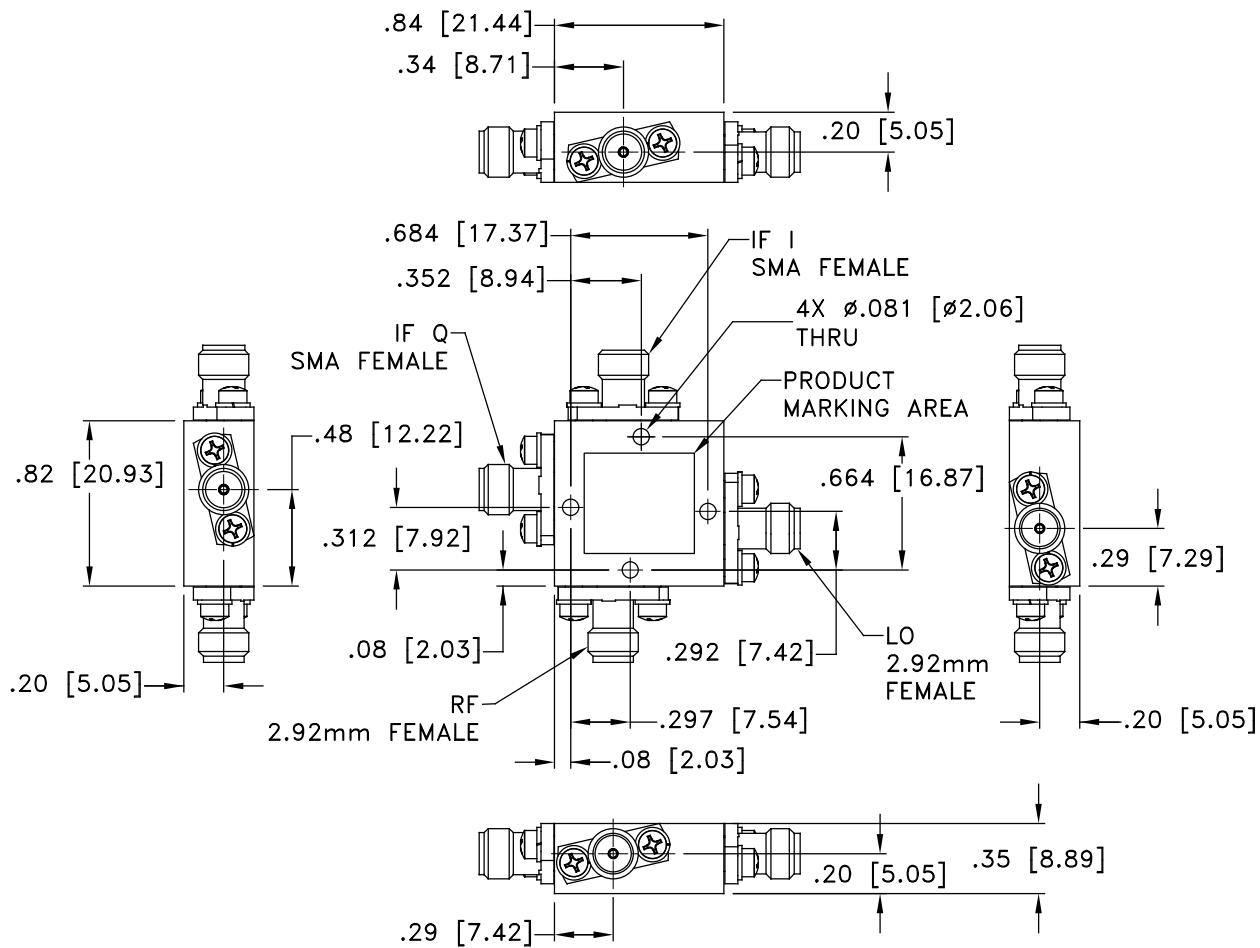 .84 [21.44]
.34 [8.71]
.20 [5.05]
.684 [17.37]
.352 [8.94]
IF I
SMA FEMALE
4X ø.081 [ø2.06]
THRU
IF Q
SMA FEMALE
PRODUCT
MARKING AREA
.48 [12.22]
.82 [20.93]
.664 [16.87]
.312 [7.92]
.29 [7.29]
.08 [2.03]
.292 [7.42]
LO
2.92mm
FEMALE
.20 [5.05]
RF
2.92mm FEMALE
.297 [7.54]
.20 [5.05]
.08 [2.03]
.35 [8.89]
.20 [5.05]
.29 [7.42]